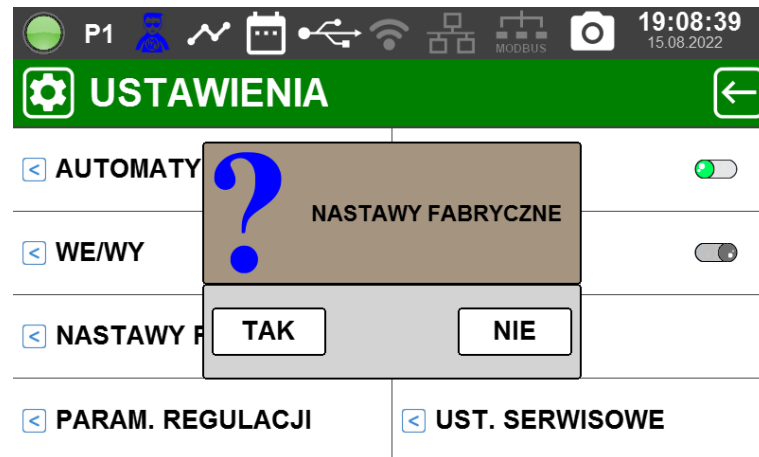 P1
MODBUS
19:08:39
15.08.2022
USTAWIENIA
AUTOMATY
WE/WY
NASTAWY F
PARAM. REGULACJI
UST. SERWISOWE
?
NASTAWY FABRYCZNE
TAK
NIE